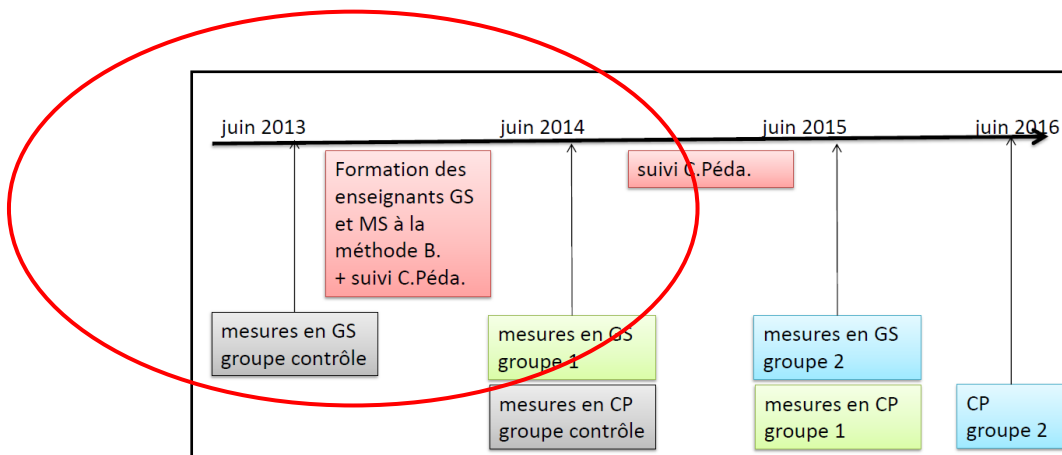 juin 2013
juin 2014
juin 2015
juin 2016
Formation des
enseignants GS
et MS à la
méthode B.
+ suivi C.Péda.
suivi C.Péda.
mesures en GS
groupe contrôle
mesures en GS
groupe 1
mesures en GS
groupe 2
mesures en CP
groupe contrôle
mesures en CP
groupe 1
CP
groupe 2